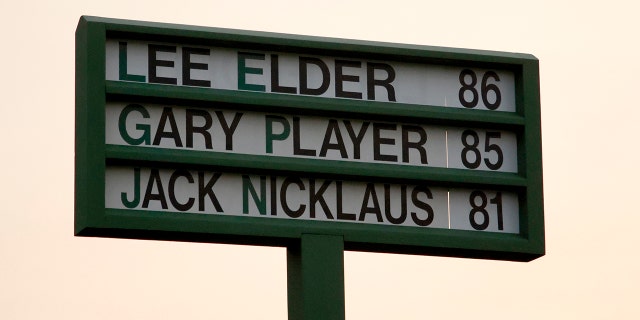 LEE ELDER 86
GARY PLAYER 85
JACK NICKLAUS 81